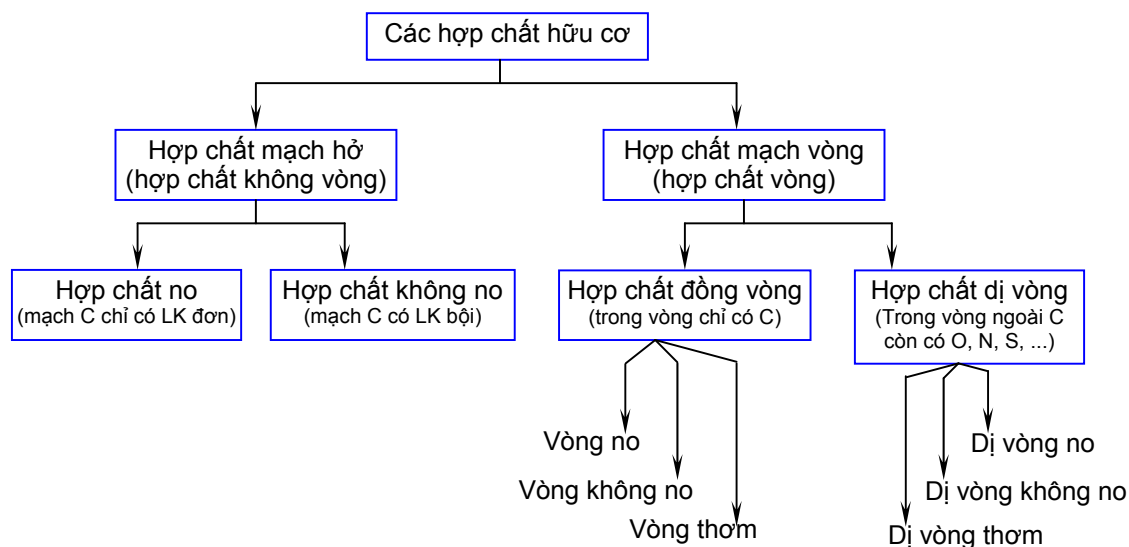 Các hợp chất hữu cơ
Hợp chất mạch hở
(hợp chất không vòng)
Hợp chất mạch vòng
(hợp chất vòng)
Hợp chất no
(mạch C chỉ có LK đơn)
Hợp chất không no
(mạch C có LK bội)
Hợp chất đồng vòng
(trong vòng chỉ có C)
Hợp chất dị vòng
(Trong vòng ngoài C
còn có O, N, S, ...)
Vòng no
Vòng không no
Vòng thơm
Dị vòng no
Dị vòng không no
Dị vòng thơm